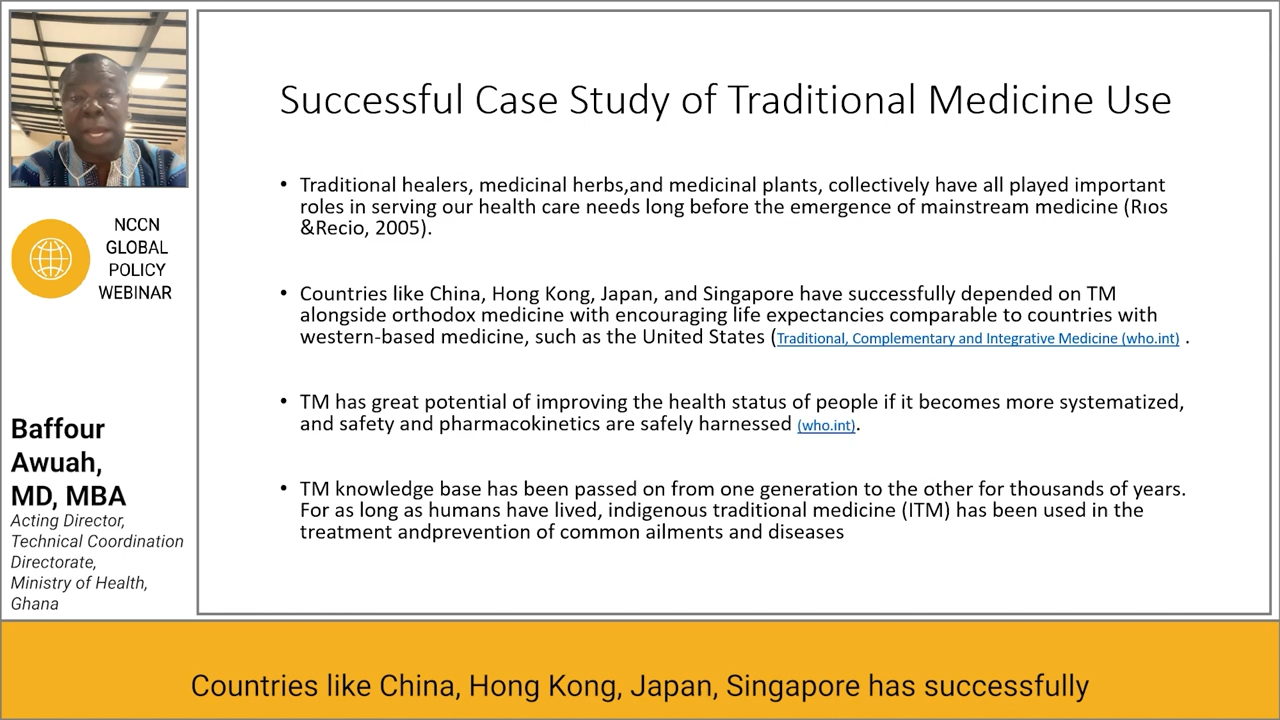 NCCN
GLOBAL
POLICY
WEBINAR
Baffour
Awuah,
MD, MBA
Acting Director,
Technical Coordination
Directorate,
Ministry of Health,
Ghana
Successful Case Study of Traditional Medicine Use
• Traditional healers, medicinal herbs,and medicinal plants, collectively have all played important
roles in serving our health care needs long before the emergence of mainstream medicine (Rıos
&Recio, 2005).
• Countries like China, Hong Kong, Japan, and Singapore have successfully depended on TM
alongside orthodox medicine with encouraging life expectancies comparable to countries with
western-based medicine, such as the United States (Traditional, Complementary and Integrative Medicine (who.int) .
• TM has great potential of improving the health status of people if it becomes more systematized,
and safety and pharmacokinetics are safely harnessed (who.int).
• TM knowledge base has been passed on from one generation to the other for thousands of years.
For as long as humans have lived, indigenous traditional medicine (ITM) has been used in the
treatment andprevention of common ailments and diseases
Countries like China, Hong Kong, Japan, Singapore has successfully